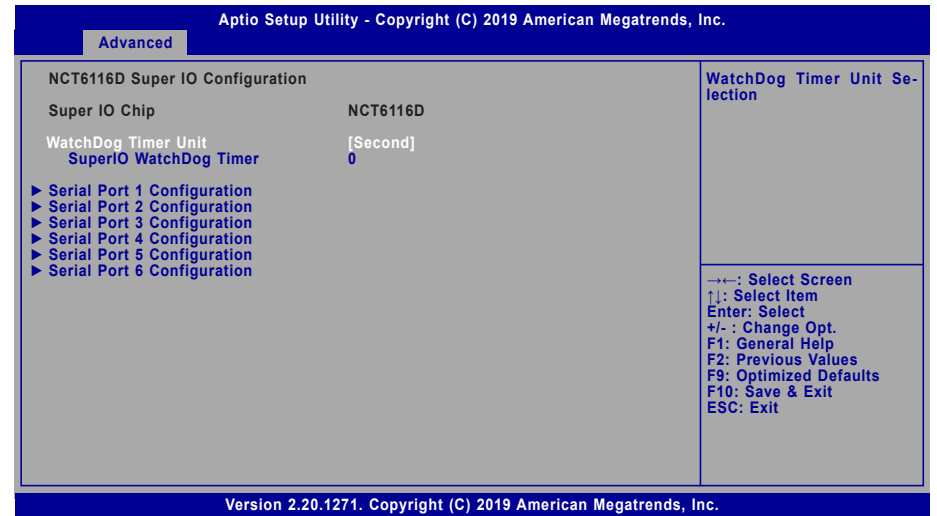 Aptio Setup Utility - Copyright (C) 2019 American Megatrends, Inc.
Advanced
NCT6116D Super IO Configuration
Super IO Chip NCT6116D
WatchDog Timer Unit [Second]
SuperIO WatchDog Timer 0
► Serial Port 1 Configuration
► Serial Port 2 Configuration
► Serial Port 3 Configuration
► Serial Port 4 Configuration
► Serial Port 5 Configuration
► Serial Port 6 Configuration
WatchDog Timer Unit Se-
lection
→←: Select Screen
↑↓: Select Item
Enter: Select
+/- : Change Opt.
F1: General Help
F2: Previous Values
F9: Optimized Defaults
F10: Save & Exit
ESC: Exit
Version 2.20.1271. Copyright (C) 2019 American Megatrends, Inc.